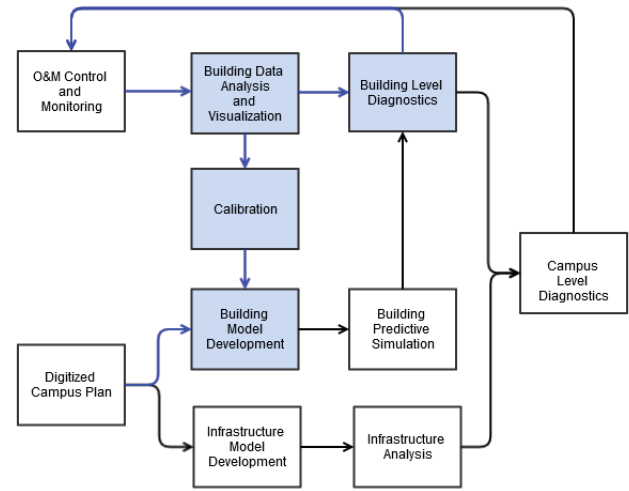 O&M Control
and
Monitoring
Building Data
Analysis
and
Visualization
Building Level
Diagnostics
Calibration
Campus
Level
Diagnostics
Building
Model
Development
Building
Predictive
Simulation
Digitized
Campus Plan
Infrastructure
Model
Development
Infrastructure
Analysis